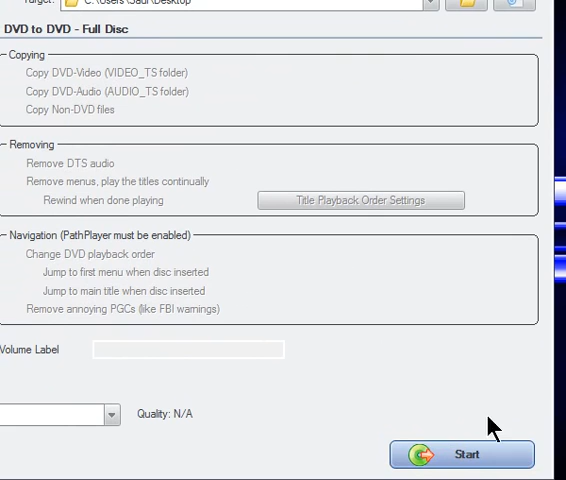 Target: C:\Users\Saul\Desktop
DVD to DVD - Full Disc
Copying
Copy DVD-Video (VIDEO_TS folder)
Copy DVD-Audio (AUDIO_TS folder)
Copy Non-DVD files
Removing
Remove DTS audio
Remove menus, play the titles continually
Rewind when done playing Title Playback Order Settings
Navigation (PathPlayer must be enabled)
Change DVD playback order
Jump to first menu when disc inserted
Jump to main title when disc inserted
Remove annoying PGCs (like FBI warnings)
Volume Label
Quality: N/A
Start